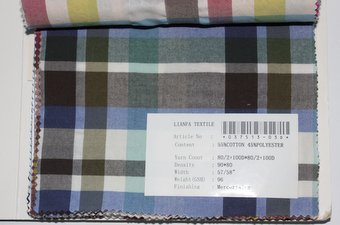 LIANFA TEXTILE
Article No :
Content : 55%COTTON 45%POLYESTER
Yarn Count : 80/2+100D*80/2+100D
Density : 90*80
Width : 57/58"
Weight(GSM) : 96
Finishing :